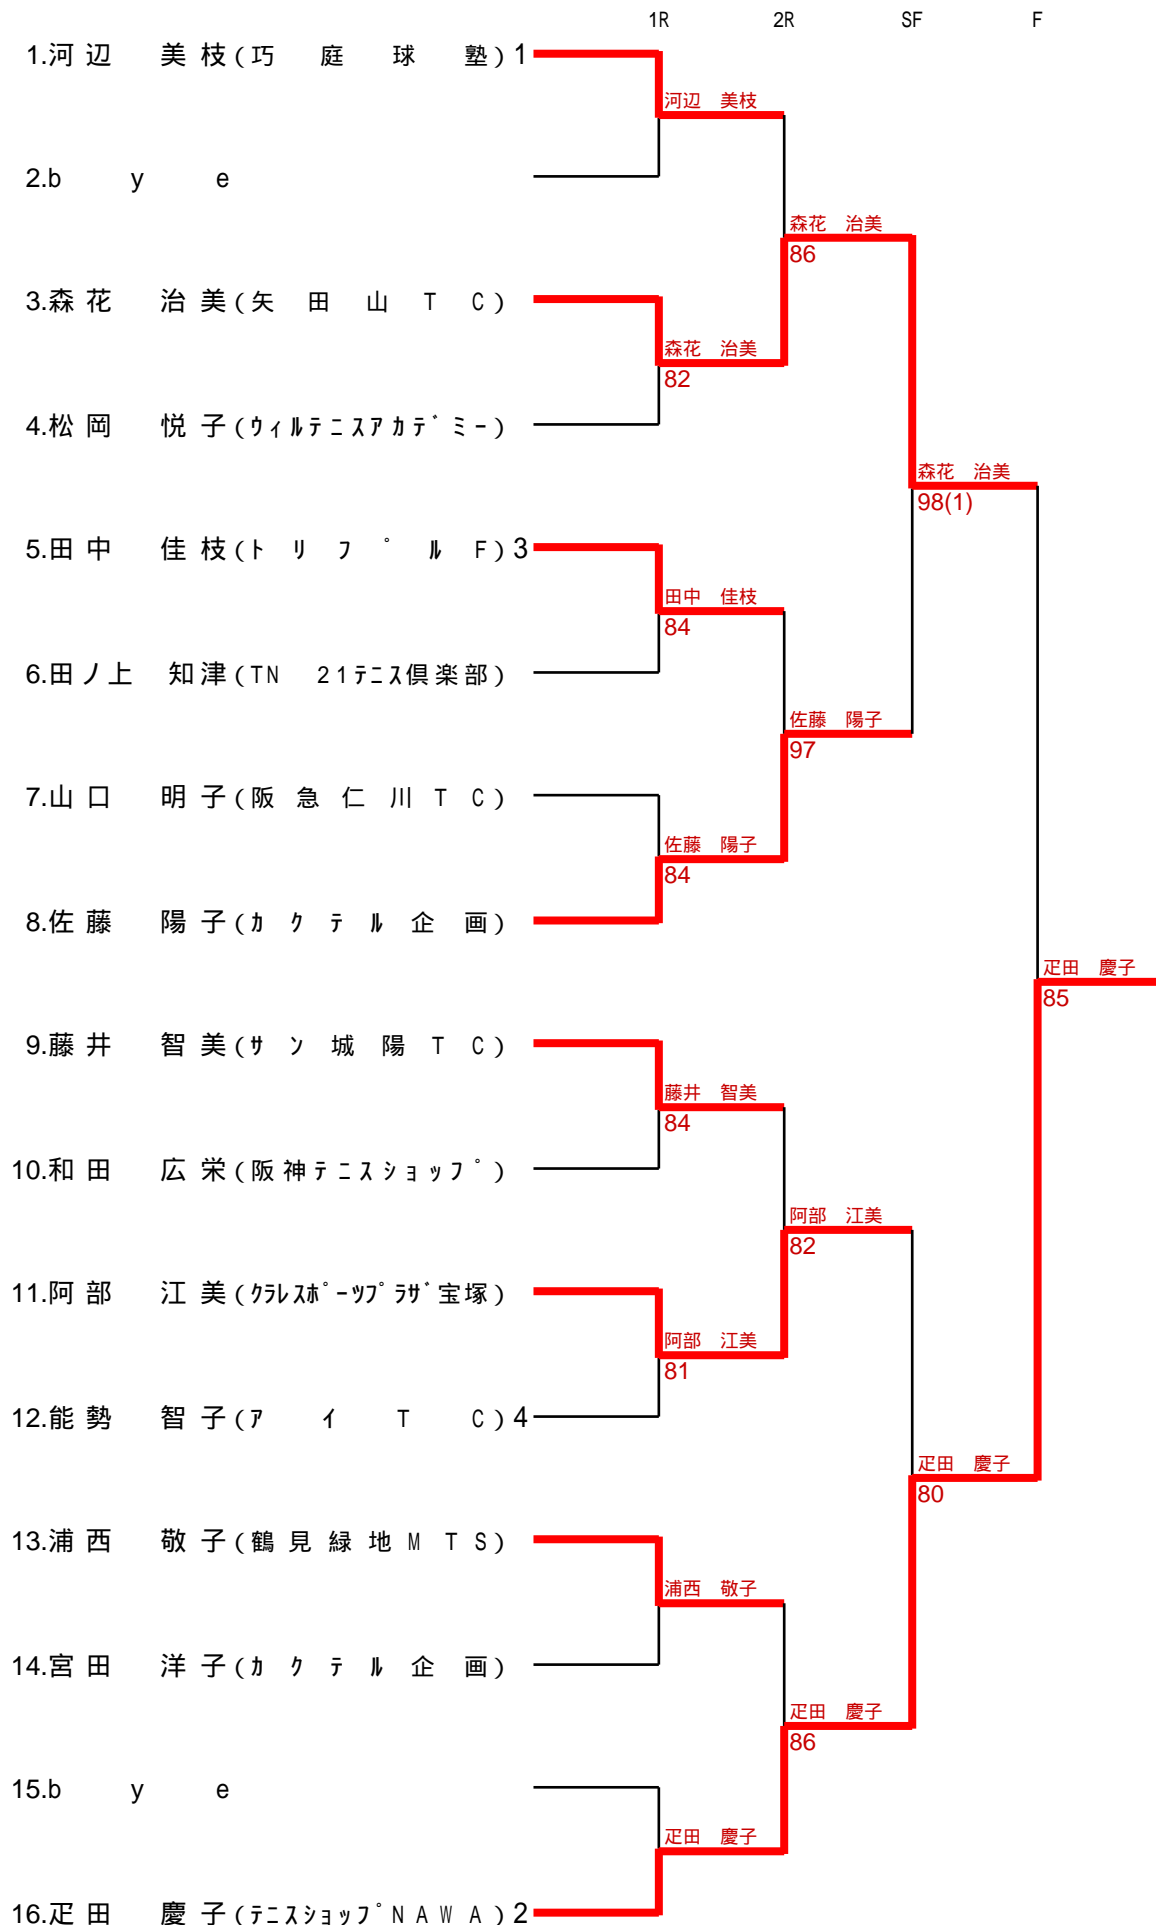 1R 2R SF F
1.河辺 美枝(巧庭球塾)1
河辺 美枝
2.bye
森花 治美
86
3.森花 治美(矢田山TC)
森花 治美
82
4.松岡 悦子(ウィルテニスアカデミー)
森花 治美
98(1)
5.田中 佳枝(トリプルF)3
田中 佳枝
84
6.田ノ上 知津(TN 21テニス倶楽部)
佐藤 陽子
97
7.山口 明子(阪急仁川TC)
佐藤 陽子
84
8.佐藤 陽子(カクテル企画)
疋田 慶子
85
9.藤井 智美(サン城陽TC)
藤井 智美
84
10.和田 広栄(阪神テニスショップ)
阿部 江美
82
11.阿部 江美(クラレスポーツプラザ宝塚)
阿部 江美
81
12.能勢 智子(アイTC)4
疋田 慶子
80
13.浦西 敬子(鶴見緑地MTS)
浦西 敬子
14.宮田 洋子(カクテル企画)
疋田 慶子
86
15.bye
疋田 慶子
16.疋田 慶子(テニスショップNAWA)2